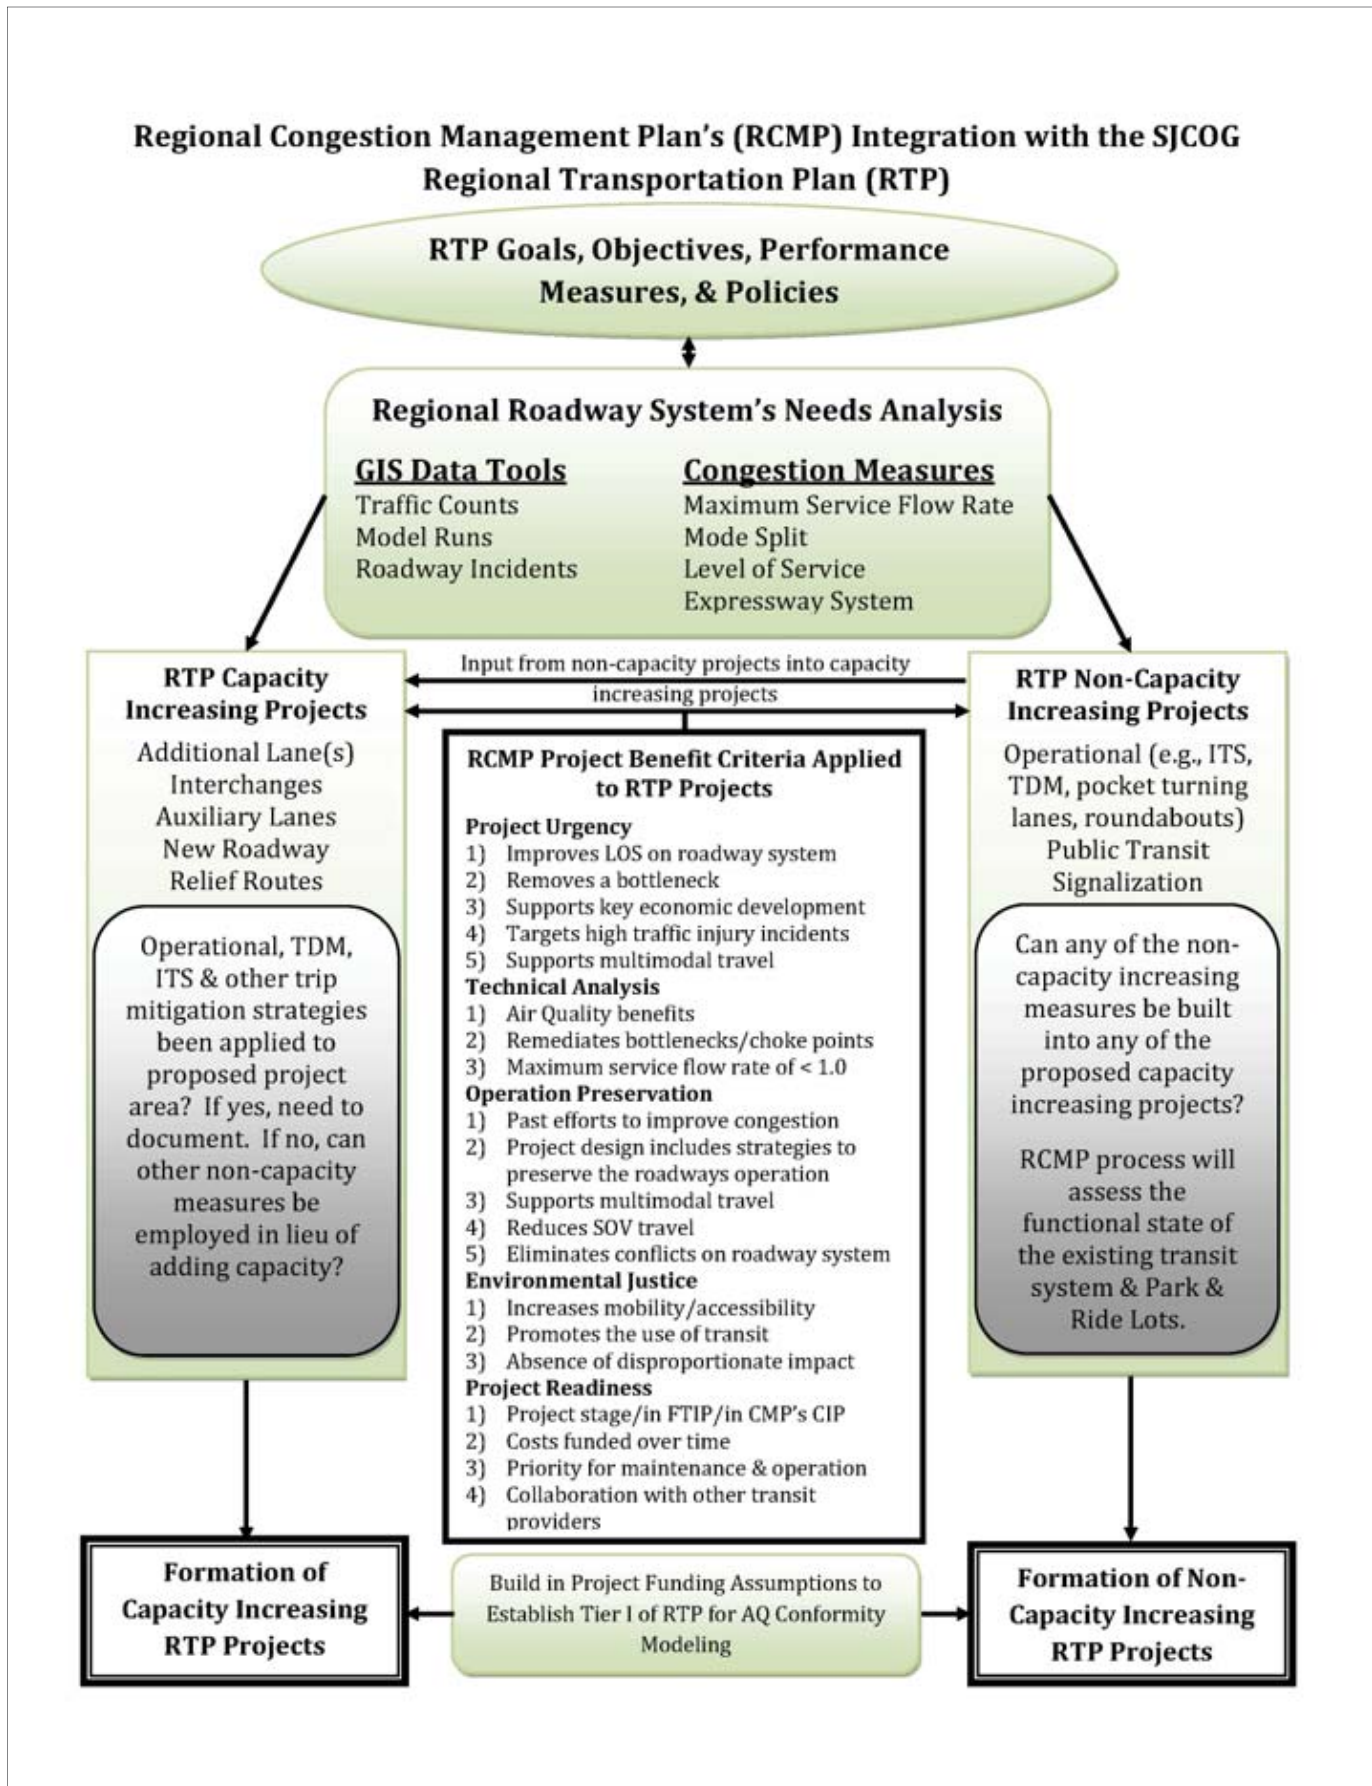 Regional Congestion Management Plan's (RCMP) Integration with the SJCOG
Regional Transportation Plan (RTP)
RTP Goals, Objectives, Performance
Measures, & Policies
Regional Roadway System's Needs Analysis
GIS Data Tools
Traffic Counts
Model Runs
Roadway Incidents
Congestion Measures
Maximum Service Flow Rate
Mode Split
Level of Service
Expressway System
Input from non-capacity projects into capacity
increasing projects
RTP Capacity
Increasing Projects
Additional Lane(s)
Interchanges
Auxiliary Lanes
New Roadway
Relief Routes
Operational, TDM,
ITS & other trip
mitigation strategies
been applied to
proposed project
area? If yes, need to
document. If no, can
other non-capacity
measures be
employed in lieu of
adding capacity?
RCMP Project Benefit Criteria Applied
to RTP Projects
Project Urgency
1) Improves LOS on roadway system
2) Removes a bottleneck
3) Supports key economic development
4) Targets high traffic injury incidents
5) Supports multimodal travel
Technical Analysis
1) Air Quality benefits
2) Remediates bottlenecks/choke points
3) Maximum service flow rate of < 1.0
Operation Preservation
1) Past efforts to improve congestion
2) Project design includes strategies to
preserve the roadways operation
3) Supports multimodal travel
4) Reduces SOV travel
5) Eliminates conflicts on roadway system
Environmental Justice
1) Increases mobility/accessibility
2) Promotes the use of transit
3) Absence of disproportionate impact
Project Readiness
1) Project stage/in FTIP/in CMP's CIP
2) Costs funded over time
3) Priority for maintenance & operation
4) Collaboration with other transit
providers
RTP Non-Capacity
Increasing Projects
Operational (e.g., ITS,
TDM, pocket turning
lanes, roundabouts)
Public Transit
Signalization
Can any of the non-
capacity increasing
measures be built
into any of the
proposed capacity
increasing projects?
RCMP process will
assess the
functional state of
the existing transit
system & Park &
Ride Lots.
Formation of
Capacity Increasing
RTP Projects
Build in Project Funding Assumptions to
Establish Tier I of RTP for AQ Conformity
Modeling
Formation of Non-
Capacity Increasing
RTP Projects